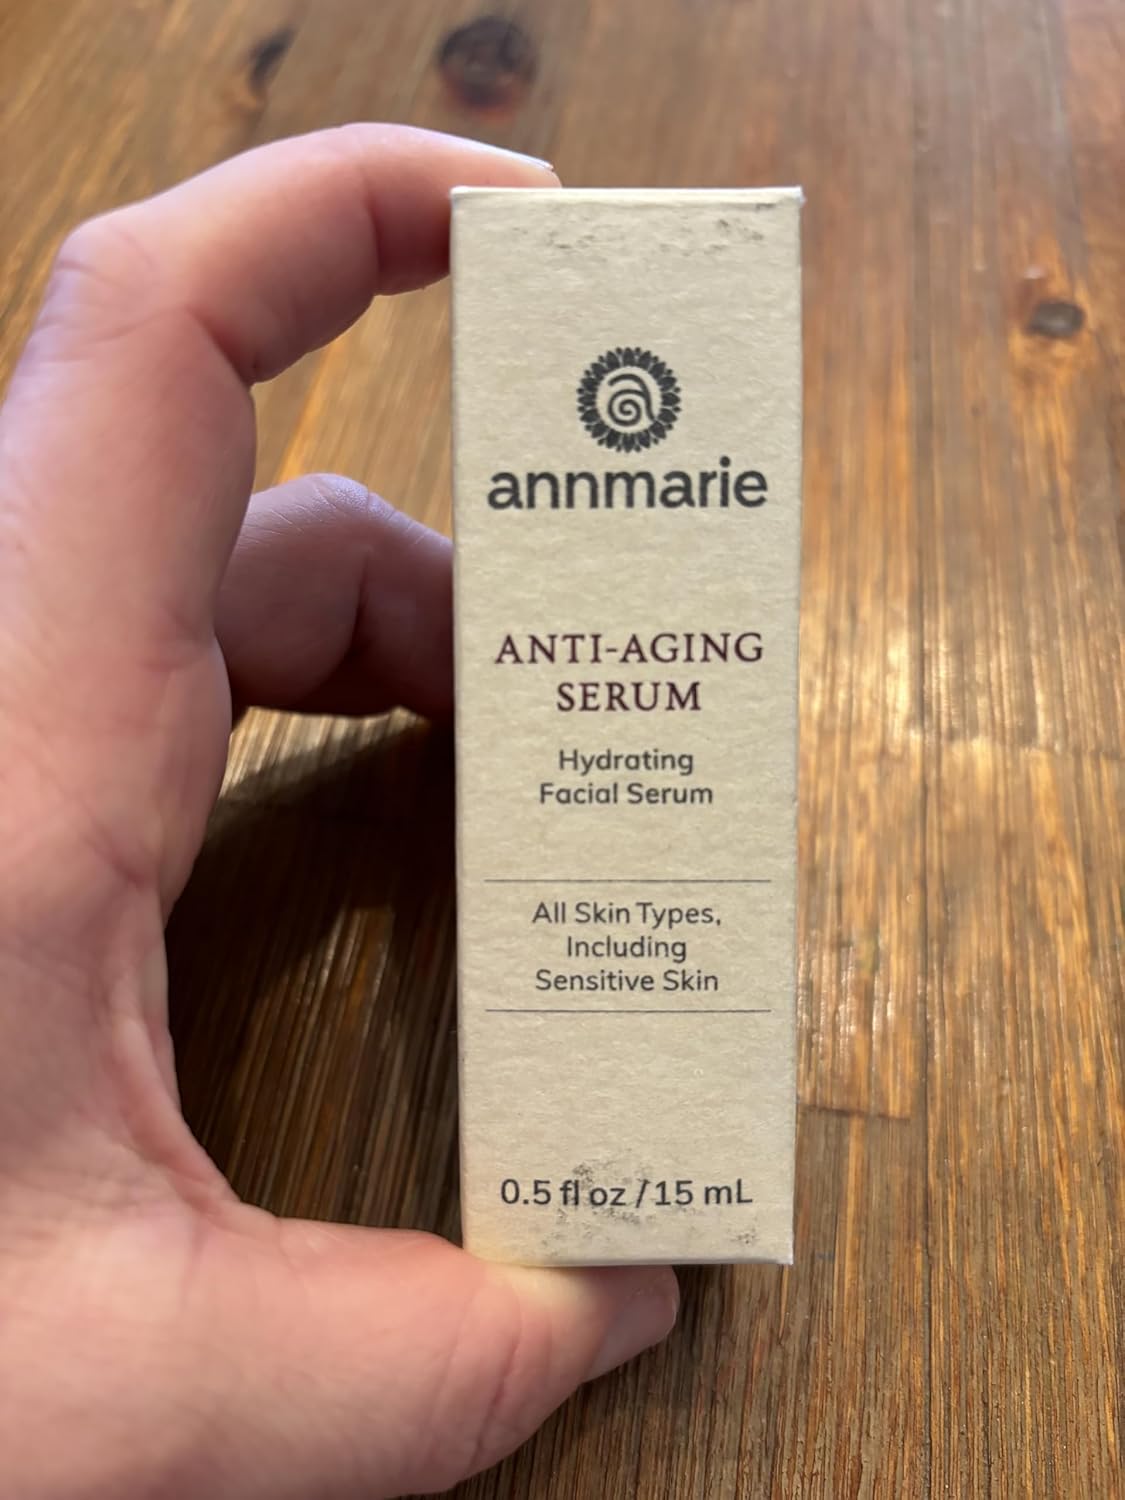 annmarie
ANTI-AGING
SERUM
Hydrating
Facial Serum
All Skin Types,
Including
Sensitive Skin
0.5 fl oz / 15 mL